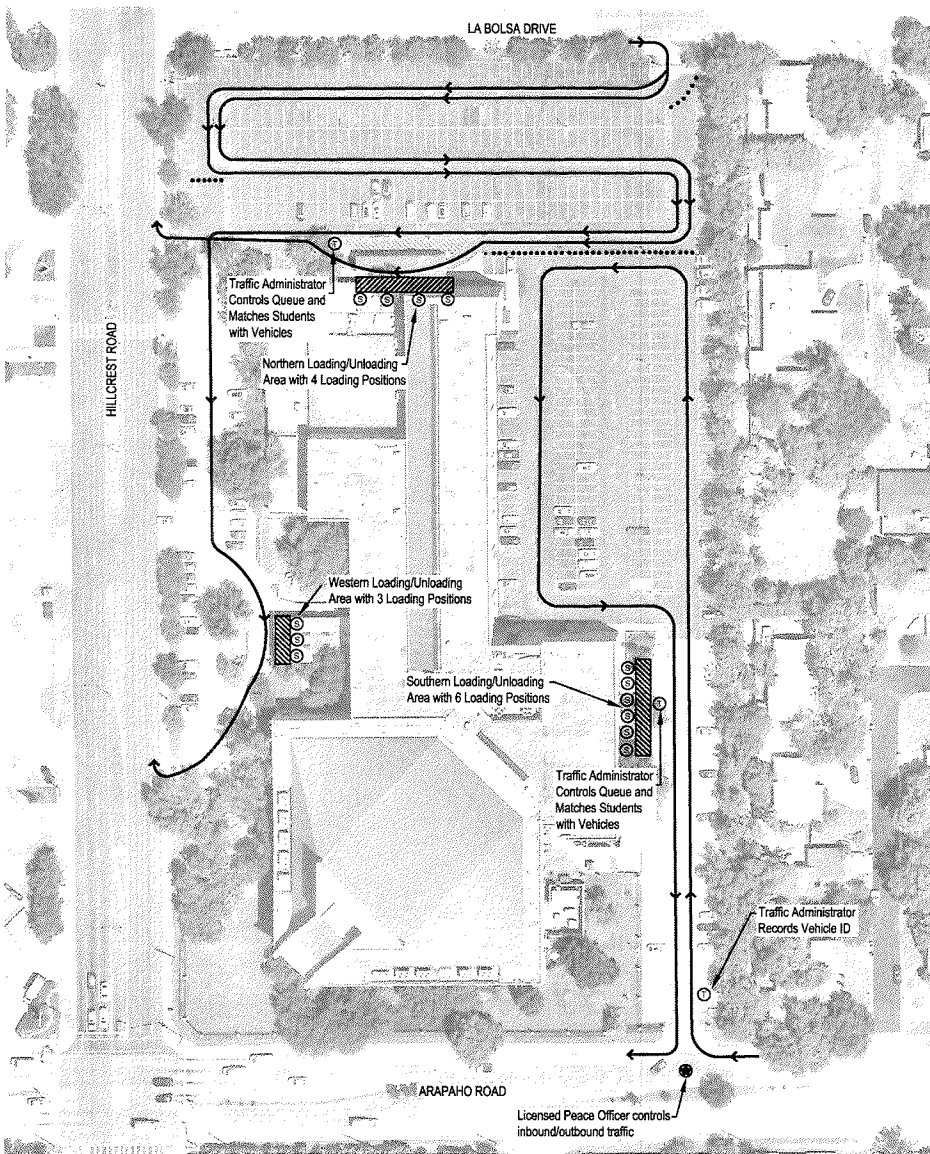 LA BOLSA DRIVE
HILLCREST ROAD
T
Traffic Administrator
Controls Queue and
Matches Students
with Vehicles
S S S S
Northern Loading/Unloading
Area with 4 Loading Positions
Western Loading/Unloading
Area with 3 Loading Positions
S
S
S
Southern Loading/Unloading
Area with 6 Loading Positions
S
S
S
S
S
S
T
Traffic Administrator
Controls Queue and
Matches Students
with Vehicles
Traffic Administrator
Records Vehicle ID
T
ARAPAHO ROAD
Licensed Peace Officer controls
inbound/outbound traffic